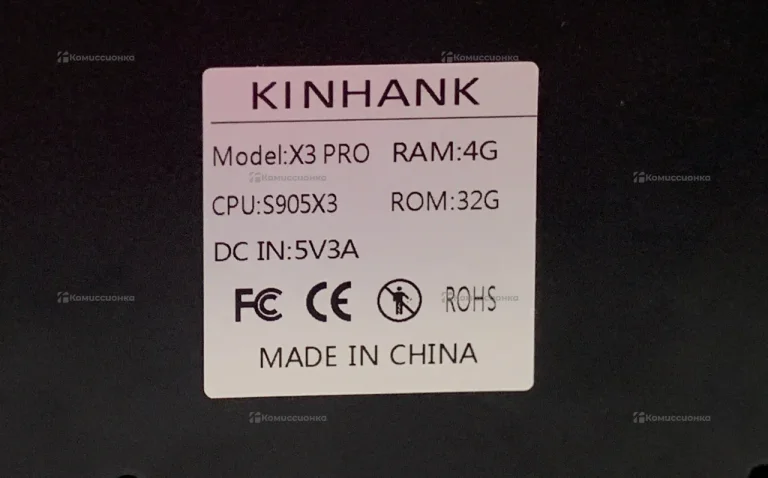 Комиссионка Комиссионка
KINHANK
Model:X3 PRO RAM:4G
Комиссионка Комиссионка
CPU:S905X3 ROM:32G
DC IN:5V3A
FC CE ROHS
Комиссионка Комиссионка
MADE IN CHINA
Комиссионка Комиссионка